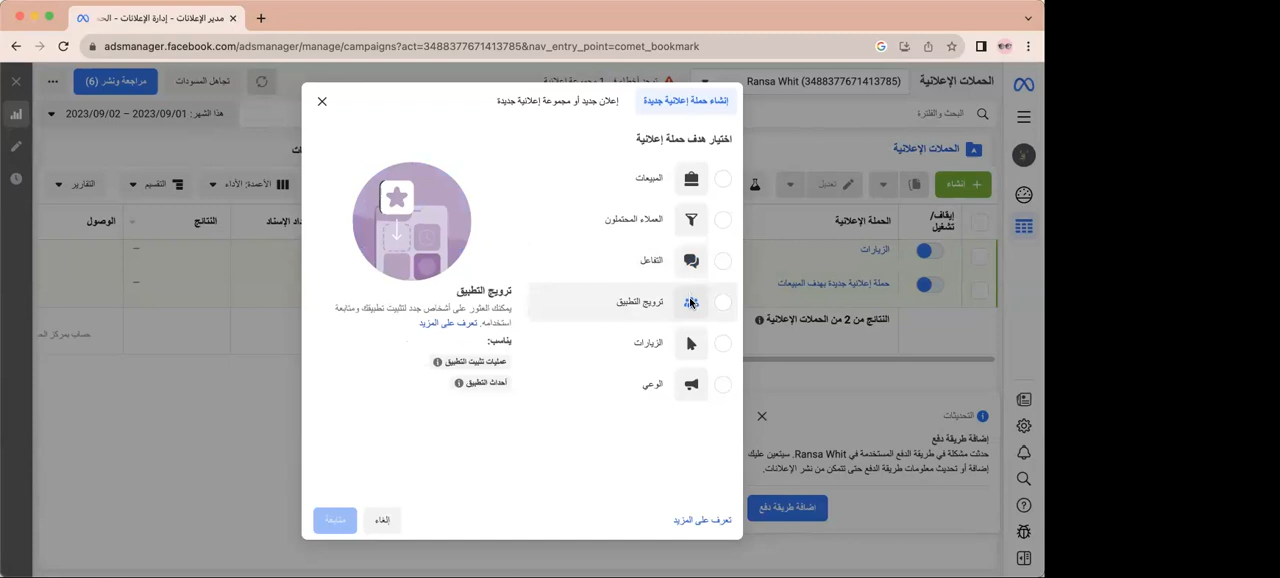 مدير الإعلانات - إدارة الإعلانات - الحـ
adsmanager.facebook.com/adsmanager/manage/campaigns?act=3488377671413785&nav_entry_point=comet_bookmark
الحملات الإعلانية
Ransa Whit (3488377671413785)
مراجعة ونشر (6)
تجاهل المسودات
البحث والفلترة
هذا الشهر: 2023/09/01 – 2023/09/02
الحملات الإعلانية
إنشاء
تعديل
الأعمدة: الأداء
التقسيم
التقارير
إيقاف/
تشغيل
الحملة الإعلانية
النتائج
الوصول
الزيارات
—
حملة إعلانية جديدة بهدف المبيعات
—
النتائج من 2 من الحملات الإعلانية
إنشاء حملة إعلانية جديدة
إعلان جديد أو مجموعة إعلانية جديدة
اختيار هدف حملة إعلانية
المبيعات
العملاء المحتملون
التفاعل
ترويج التطبيق
الزيارات
الوعي
ترويج التطبيق
يمكنك العثور على أشخاص جدد لتثبيت تطبيقك ومتابعة
استخدامه. تعرف على المزيد
يناسب:
عمليات تثبيت التطبيق
أحداث التطبيق
تعرف على المزيد
إلغاء
متابعة
التحديثات
إضافة طريقة دفع
حدثت مشكلة في طريقة الدفع المستخدمة في Ransa Whit. سيتعين عليك
إضافة أو تحديث معلومات طريقة الدفع حتى تتمكن من نشر الإعلانات.
اضافة طريقة دفع